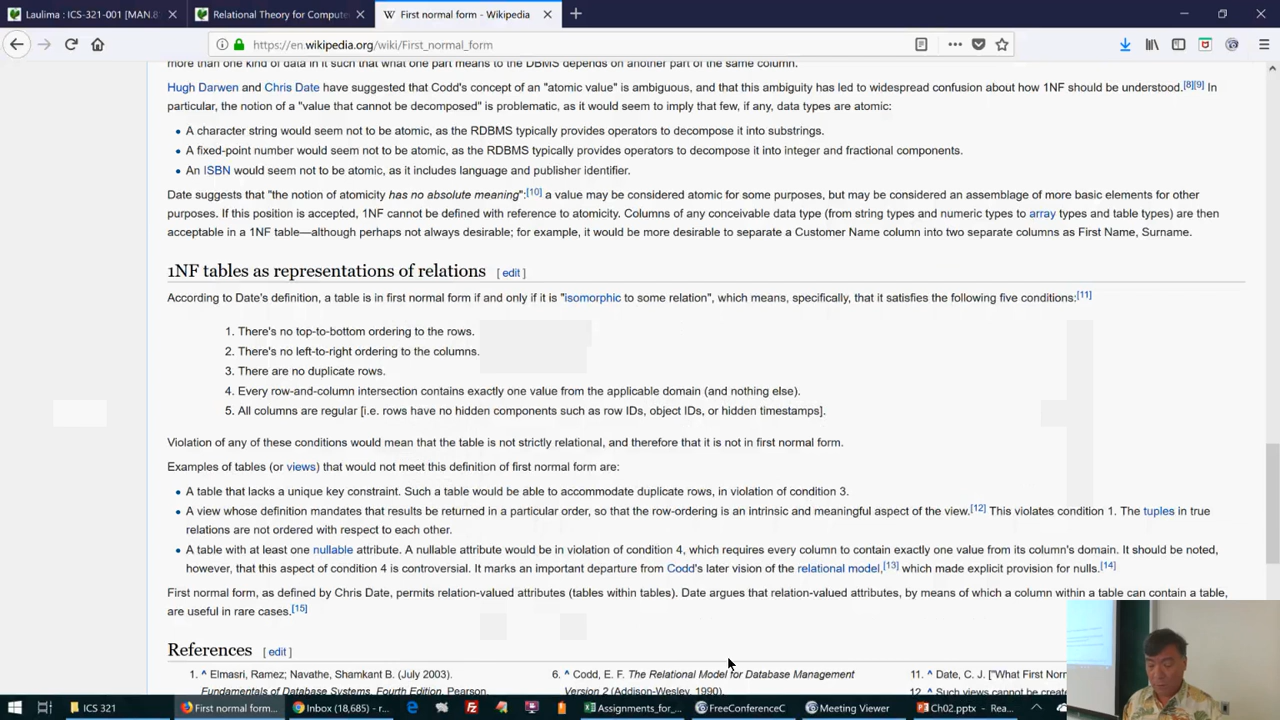 Laulima : ICS-321-001 [MAN.8
Relational Theory for Compute
First normal form - Wikipedia
https://en.wikipedia.org/wiki/First_normal_form
more than one kind of data in it such that what one part means to the DBMS depends on another part of the same column.
Hugh Darwen and Chris Date have suggested that Codd's concept of an "atomic value" is ambiguous, and that this ambiguity has led to widespread confusion about how 1NF should be understood.[8][9] In
particular, the notion of a "value that cannot be decomposed" is problematic, as it would seem to imply that few, if any, data types are atomic:
• A character string would seem not to be atomic, as the RDBMS typically provides operators to decompose it into substrings.
• A fixed-point number would seem not to be atomic, as the RDBMS typically provides operators to decompose it into integer and fractional components.
• An ISBN would seem not to be atomic, as it includes language and publisher identifier.
Date suggests that "the notion of atomicity has no absolute meaning":[10] a value may be considered atomic for some purposes, but may be considered an assemblage of more basic elements for other
purposes. If this position is accepted, 1NF cannot be defined with reference to atomicity. Columns of any conceivable data type (from string types and numeric types to array types and table types) are then
acceptable in a 1NF table—although perhaps not always desirable; for example, it would be more desirable to separate a Customer Name column into two separate columns as First Name, Surname.
1NF tables as representations of relations [ edit ]
According to Date's definition, a table is in first normal form if and only if it is "isomorphic to some relation", which means, specifically, that it satisfies the following five conditions:[11]
1. There's no top-to-bottom ordering to the rows.
2. There's no left-to-right ordering to the columns.
3. There are no duplicate rows.
4. Every row-and-column intersection contains exactly one value from the applicable domain (and nothing else).
5. All columns are regular [i.e. rows have no hidden components such as row IDs, object IDs, or hidden timestamps].
Violation of any of these conditions would mean that the table is not strictly relational, and therefore that it is not in first normal form.
Examples of tables (or views) that would not meet this definition of first normal form are:
• A table that lacks a unique key constraint. Such a table would be able to accommodate duplicate rows, in violation of condition 3.
• A view whose definition mandates that results be returned in a particular order, so that the row-ordering is an intrinsic and meaningful aspect of the view.[12] This violates condition 1. The tuples in true
relations are not ordered with respect to each other.
• A table with at least one nullable attribute. A nullable attribute would be in violation of condition 4, which requires every column to contain exactly one value from its column's domain. It should be noted,
however, that this aspect of condition 4 is controversial. It marks an important departure from Codd's later vision of the relational model,[13] which made explicit provision for nulls.[14]
First normal form, as defined by Chris Date, permits relation-valued attributes (tables within tables). Date argues that relation-valued attributes, by means of which a column within a table can contain a table,
are useful in rare cases.[15]
References [ edit ]
1. ^ Elmasri, Ramez; Navathe, Shamkant B. (July 2003).
Fundamentals of Database Systems, Fourth Edition. Pearson.
6. ^ Codd, E. F. The Relational Model for Database Management
Version 2 (Addison-Wesley, 1990).
11. ^ Date, C. J. ["What First Nor
12. ^ Such views cannot be create
ICS 321
First normal form...
Inbox (18,685) - r...
Assignments_for_...
FreeConferenceC
Meeting Viewer
Ch02.pptx - Rea...